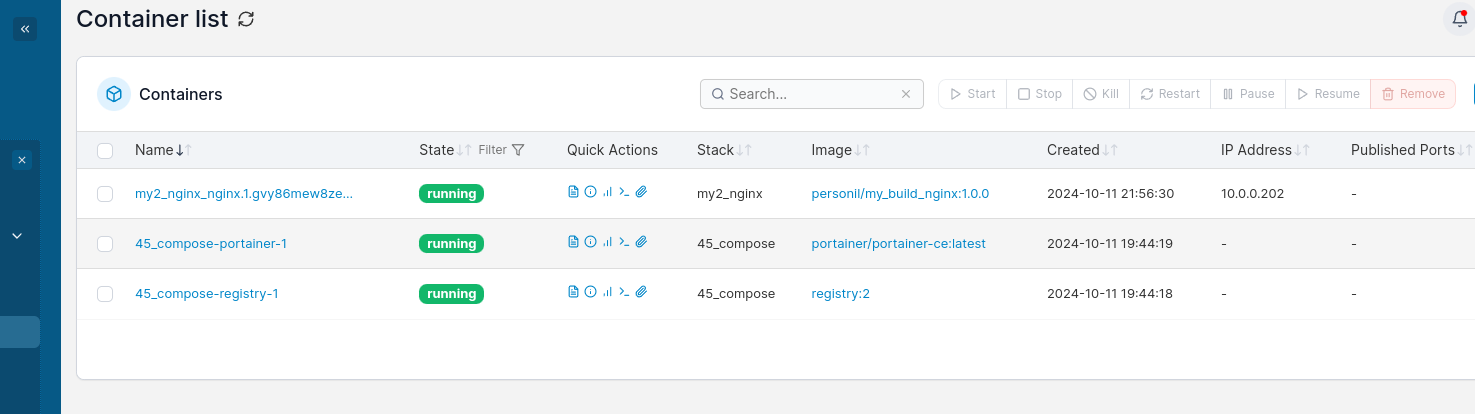 Container list
Containers
Search...
Start Stop Kill Restart Pause Resume Remove
Name State Filter Quick Actions Stack Image Created IP Address Published Ports
my2_nginx_nginx.1.gvy86mew8ze... running my2_nginx personil/my_build_nginx:1.0.0 2024-10-11 21:56:30 10.0.0.202 -
45_compose-portainer-1 running 45_compose portainer/portainer-ce:latest 2024-10-11 19:44:19 - -
45_compose-registry-1 running 45_compose registry:2 2024-10-11 19:44:18 - -